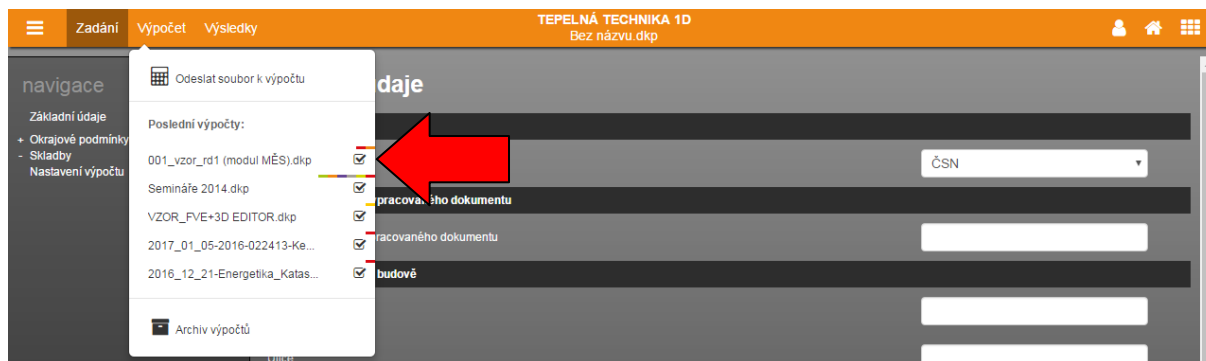 Zadání Výpočet Výsledky
TEPELNÁ TECHNIKA 1D
Bez názvu.dkp
navigace
Základní údaje
+ Okrajové podmínky
- Skladby
Nastavení výpočtu
Odeslat soubor k výpočtu
Poslední výpočty:
001_vzor_rd1 (modul MĚS).dkp
Semináře 2014.dkp
VZOR_FVE+3D EDITOR.dkp
2017_01_05-2016-022413-Ke...
2016_12_21-Energetika_Katas...
Archiv výpočtů
daje
ČSN
pracovaného dokumentu
racovaného dokumentu
budově
Ulice